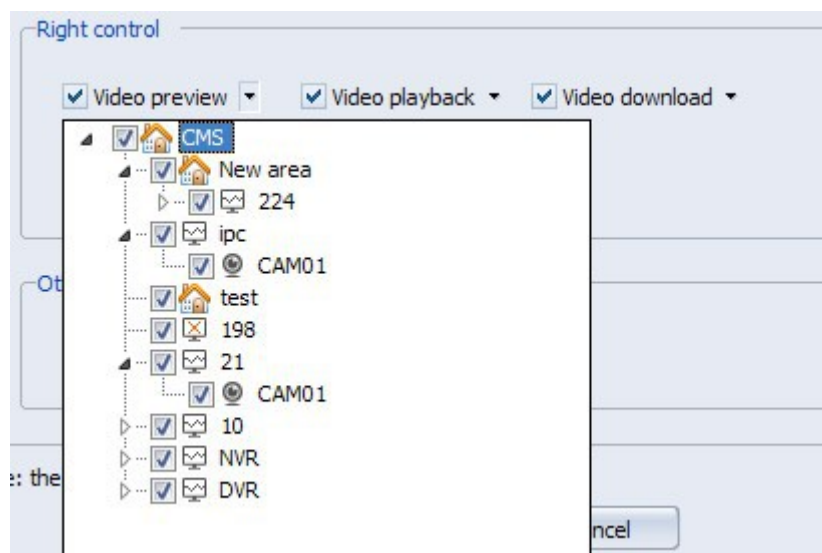 Right control
Video preview Video playback Video download
CMS
New area
224
ipc
CAM01
Ot
test
198
21
CAM01
10
NVR
: the
DVR
ncel